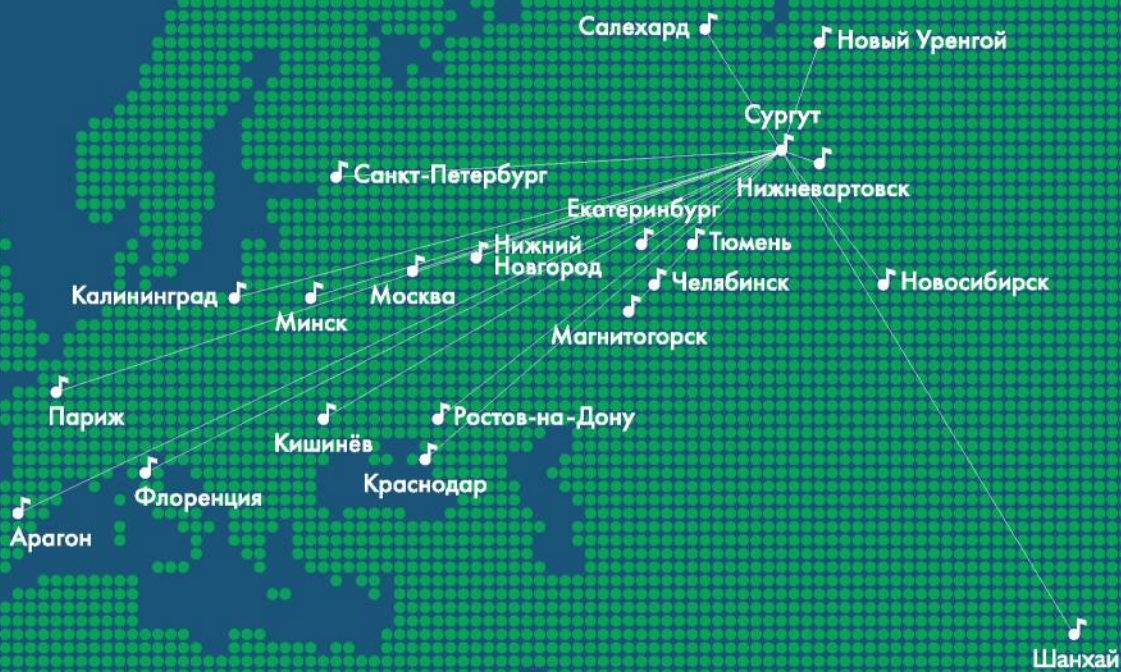 Салехард
Новый Уренгой
Сургут
Санкт-Петербург
Нижневартовск
Екатеринбург
Нижний
Новгород
Тюмень
Челябинск
Новосибирск
Калининград
Москва
Минск
Магнитогорск
Париж
Кишинёв
Ростов-на-Дону
Краснодар
Флоренция
Арагон
Шанхай